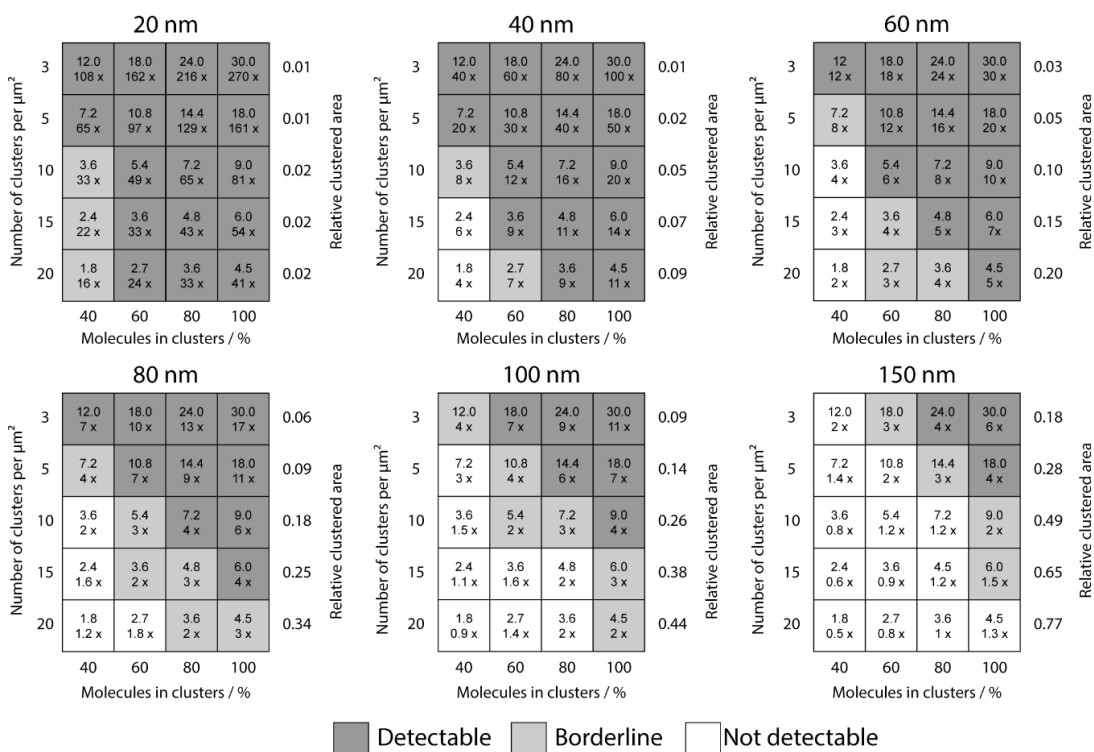 20 nm
40 nm
60 nm
Number of clusters per µm²
3
12.0 18.0 24.0 30.0
108 x 162 x 216 x 270 x
0.01
5
7.2 10.8 14.4 18.0
65 x 97 x 129 x 161 x
0.01
10
3.6 5.4 7.2 9.0
33 x 49 x 65 x 81 x
0.02
15
2.4 3.6 4.8 6.0
22 x 33 x 43 x 54 x
0.02
20
1.8 2.7 3.6 4.5
16 x 24 x 33 x 41 x
0.02
Relative clustered area
40 60 80 100
Molecules in clusters / %
Number of clusters per µm²
3
12.0 18.0 24.0 30.0
40 x 60 x 80 x 100 x
0.01
5
7.2 10.8 14.4 18.0
20 x 30 x 40 x 50 x
0.02
10
3.6 5.4 7.2 9.0
8 x 12 x 16 x 20 x
0.05
15
2.4 3.6 4.8 6.0
6 x 9 x 11 x 14 x
0.07
20
1.8 2.7 3.6 4.5
4 x 7 x 9 x 11 x
0.09
Relative clustered area
40 60 80 100
Molecules in clusters / %
Number of clusters per µm²
3
12 18.0 24.0 30.0
12 x 18 x 24 x 30 x
0.03
5
7.2 10.8 14.4 18.0
8 x 12 x 16 x 20 x
0.05
10
3.6 5.4 7.2 9.0
4 x 6 x 8 x 10 x
0.10
15
2.4 3.6 4.8 6.0
3 x 4 x 5 x 7x
0.15
20
1.8 2.7 3.6 4.5
2 x 3 x 4 x 5 x
0.20
Relative clustered area
40 60 80 100
Molecules in clusters / %
80 nm
100 nm
150 nm
Number of clusters per µm²
3
12.0 18.0 24.0 30.0
7 x 10 x 13 x 17 x
0.06
5
7.2 10.8 14.4 18.0
4 x 7 x 9 x 11 x
0.09
10
3.6 5.4 7.2 9.0
2 x 3 x 4 x 6 x
0.18
15
2.4 3.6 4.8 6.0
1.6 x 2 x 3 x 4 x
0.25
20
1.8 2.7 3.6 4.5
1.2 x 1.8 x 2 x 3 x
0.34
Relative clustered area
40 60 80 100
Molecules in clusters / %
Number of clusters per µm²
3
12.0 18.0 24.0 30.0
4 x 7 x 9 x 11 x
0.09
5
7.2 10.8 14.4 18.0
3 x 4 x 6 x 7 x
0.14
10
3.6 5.4 7.2 9.0
1.5 x 2 x 3 x 4 x
0.26
15
2.4 3.6 4.8 6.0
1.1 x 1.6 x 2 x 3 x
0.38
20
1.8 2.7 3.6 4.5
0.9 x 1.4 x 2 x 2 x
0.44
Relative clustered area
40 60 80 100
Molecules in clusters / %
Number of clusters per µm²
3
12.0 18.0 24.0 30.0
2 x 3 x 4 x 6 x
0.18
5
7.2 10.8 14.4 18.0
1.4 x 2 x 3 x 4 x
0.28
10
3.6 5.4 7.2 9.0
0.8 x 1.2 x 1.2 x 2 x
0.49
15
2.4 3.6 4.5 6.0
0.6 x 0.9 x 1.2 x 1.5 x
0.65
20
1.8 2.7 3.6 4.5
0.5 x 0.8 x 1 x 1.3 x
0.77
Relative clustered area
40 60 80 100
Molecules in clusters / %
Detectable
Borderline
Not detectable